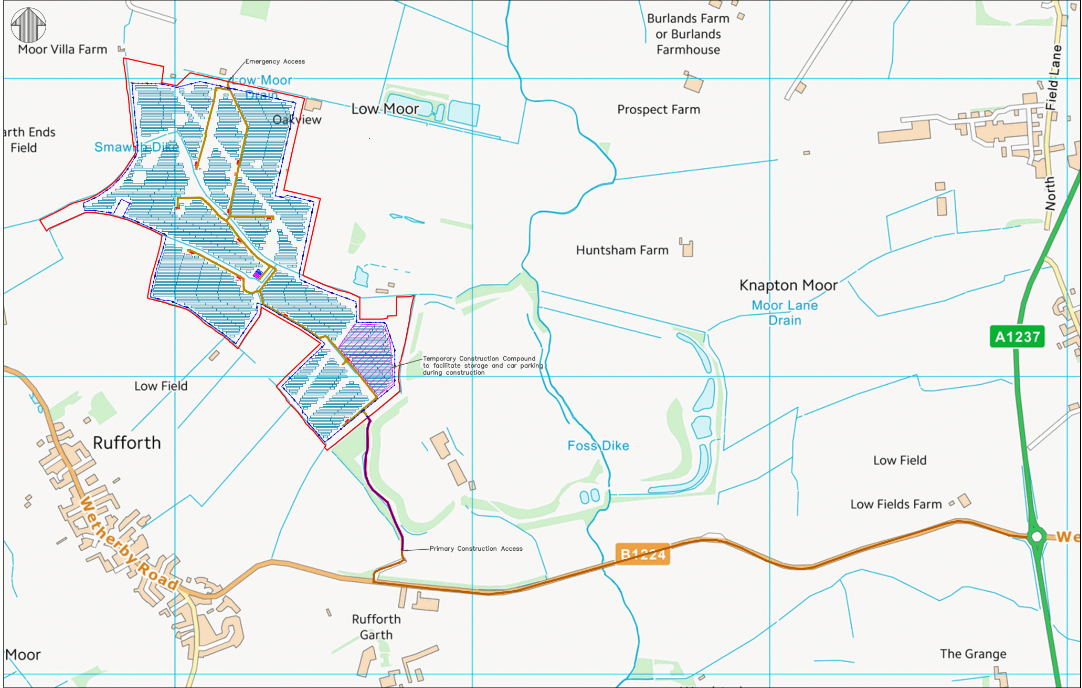 Burlands Farm
or Burlands
Farmhouse
Moor Villa Farm
Emergency Access
Low Moor
Drain
Oakview
Low Moor
Prospect Farm
Field Lane
North
arth Ends
Field
Smawith Dike
Huntsham Farm
Knapton Moor
Moor Lane
Drain
A1237
Temporary Construction Compound
to facilitate storage and car parking
during construction
Low Field
Rufforth
Foss Dike
Low Field
Low Fields Farm
Wetherby Road
Primary Construction Access
B1224
We
Rufforth
Garth
Moor
The Grange